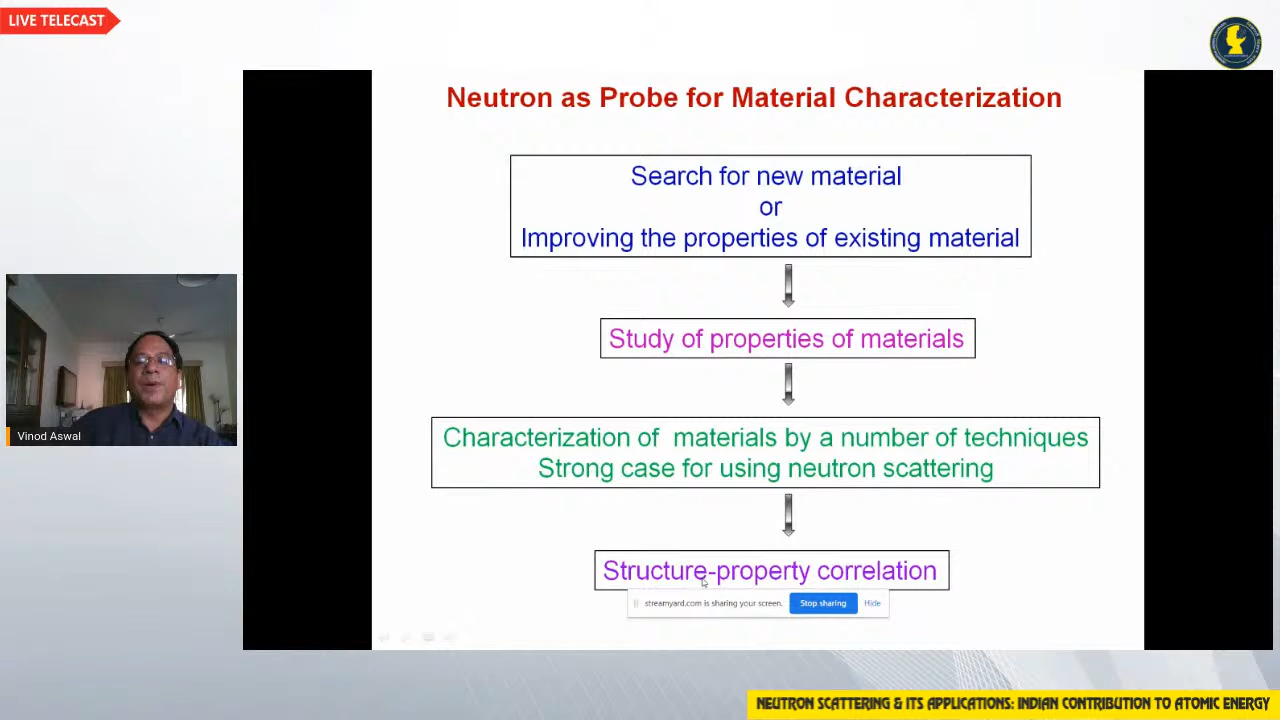 LIVE TELECAST
Neutron as Probe for Material Characterization
Search for new material
or
Improving the properties of existing material
Study of properties of materials
Characterization of materials by a number of techniques
Strong case for using neutron scattering
Structure-property correlation
streamyard.com is sharing your screen.
Stop sharing
Hide
Vinod Aswal
NEUTRON SCATTERING & ITS APPLICATIONS: INDIAN CONTRIBUTION TO ATOMIC ENERGY